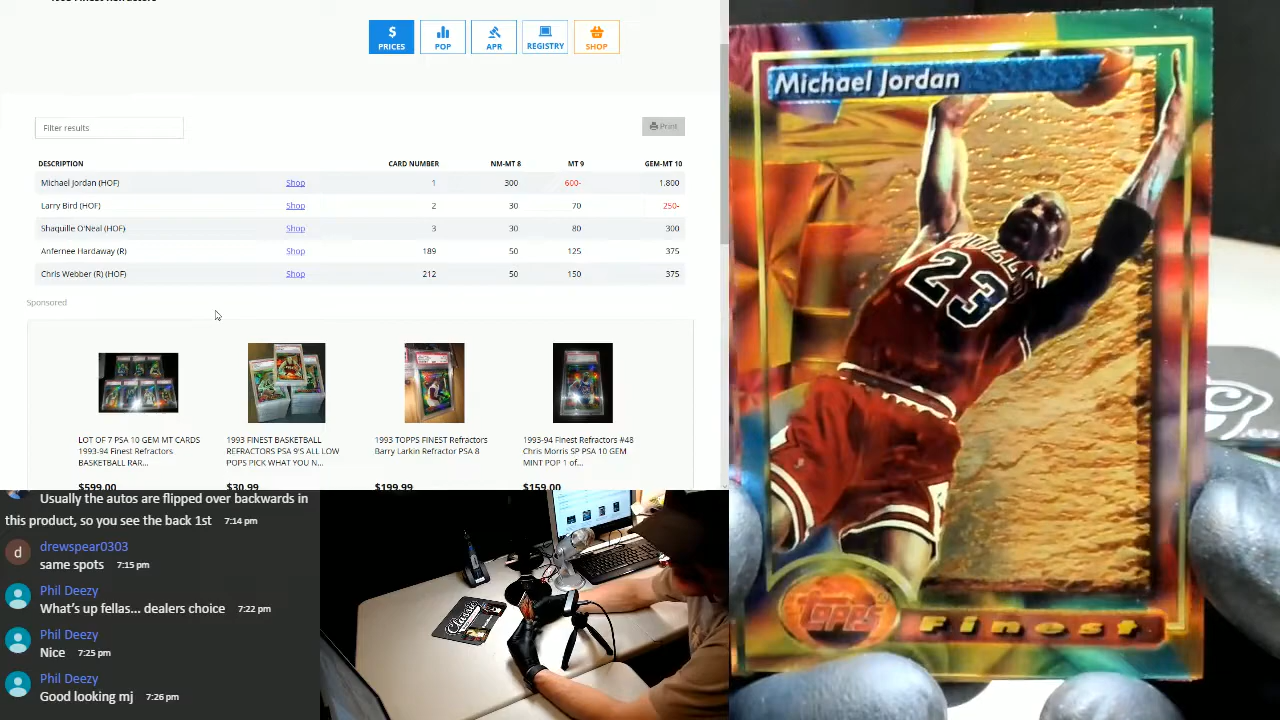 PRICES
POP
APR
REGISTRY
SHOP
Filter results
Print
DESCRIPTION CARD NUMBER NM-MT 8 MT 9 GEM-MT 10
Michael Jordan (HOF) Shop 1 300 600- 1,800
Larry Bird (HOF) Shop 2 30 70 250-
Shaquille O'Neal (HOF) Shop 3 30 80 300
Anfernee Hardaway (R) Shop 189 50 125 375
Chris Webber (R) (HOF) Shop 212 50 150 375
Sponsored
LOT OF 7 PSA 10 GEM MT CARDS
1993-94 Finest Refractors
BASKETBALL RAR...
$599.00
1993 FINEST BASKETBALL
REFRACTORS PSA 9'S ALL LOW
POPS PICK WHAT YOU N...
$30.99
1993 TOPPS FINEST Refractors
Barry Larkin Refractor PSA 8
$199.99
1993-94 Finest Refractors #48
Chris Morris SP PSA 10 GEM
MINT POP 1 of...
$159.00
Usually the autos are flipped over backwards in
this product, so you see the back 1st 7:14 pm
d
drewspear0303
same spots 7:15 pm
Phil Deezy
What's up fellas... dealers choice 7:22 pm
Phil Deezy
Nice 7:25 pm
Phil Deezy
Good looking mj 7:26 pm
Classic
Michael Jordan
23
TOPPS
Finest